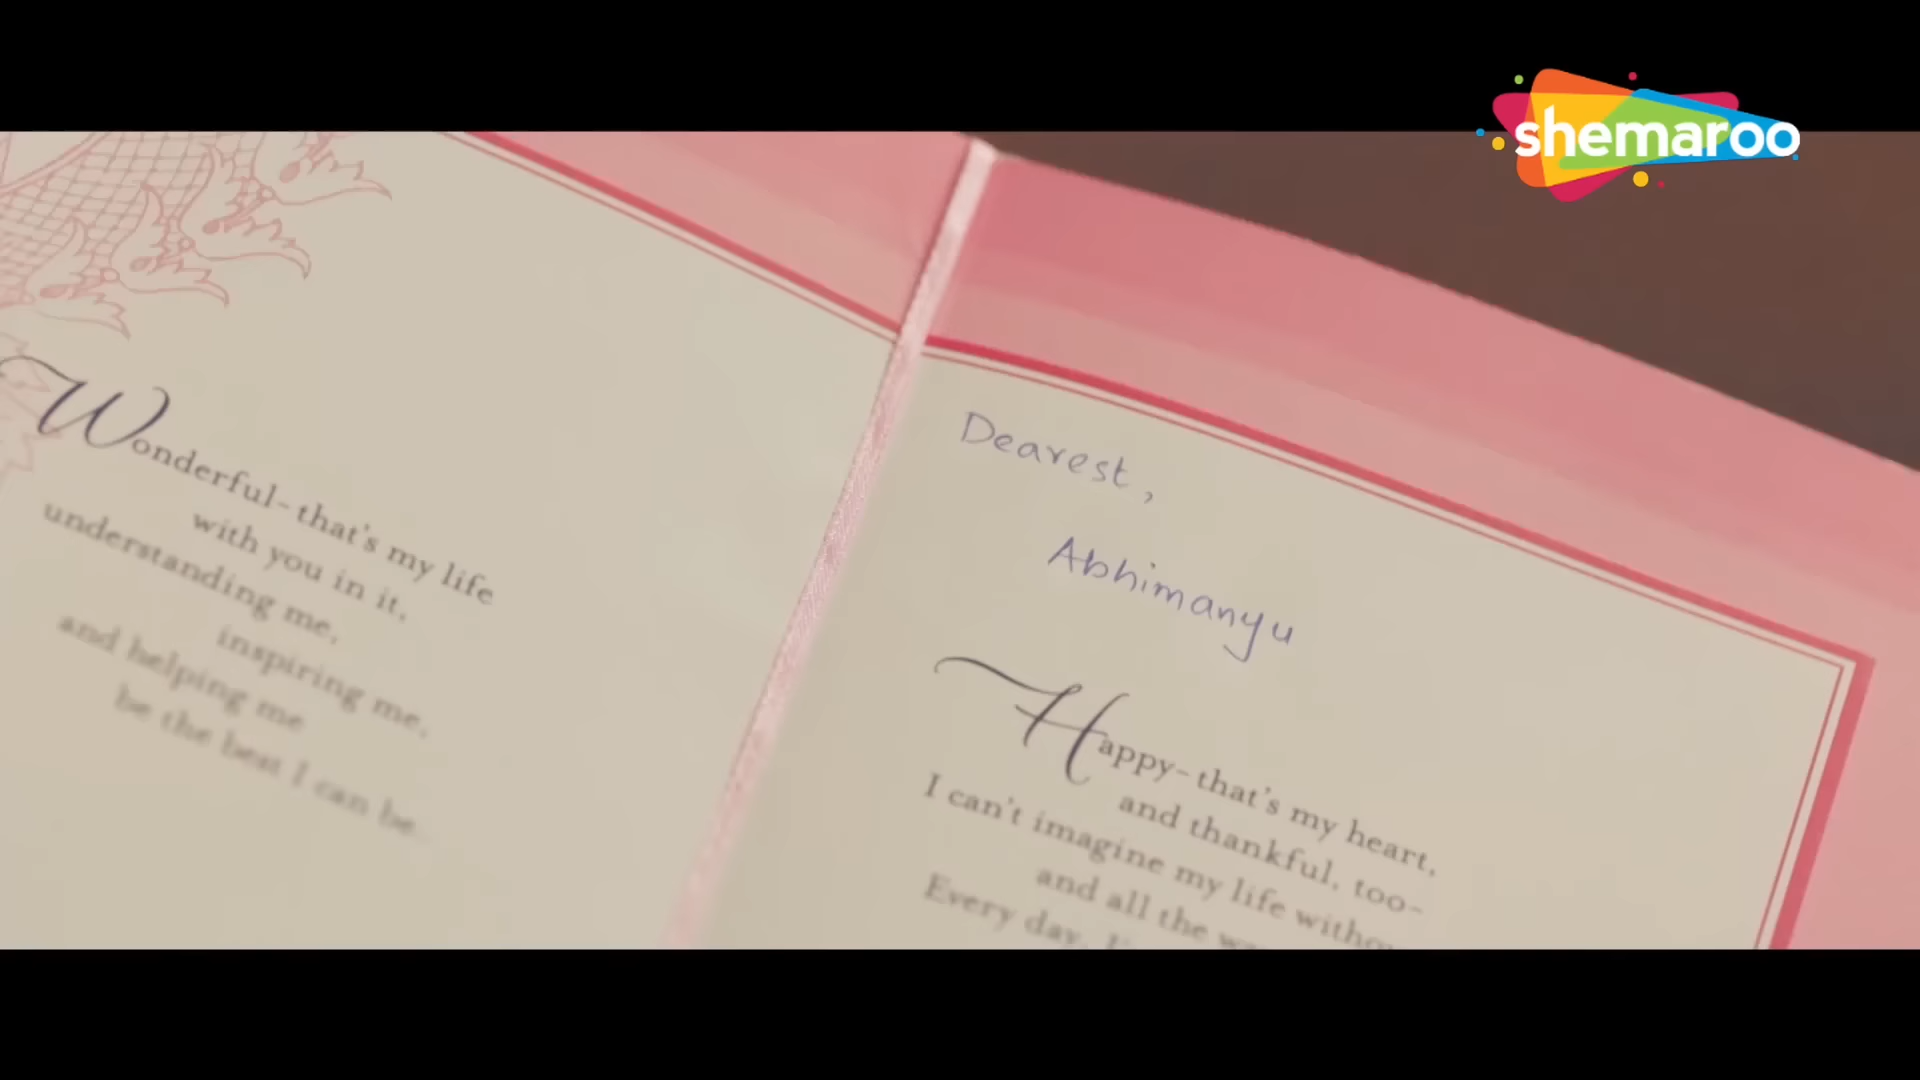 shemaroo
Wonderful-that's my life
with you in it,
understanding me,
inspiring me,
and helping me
be the best I can be.
Dearest,
Abhimanyu
Happy-that's my heart,
and thankful, too-
I can't imagine my life
and all the
Every day,